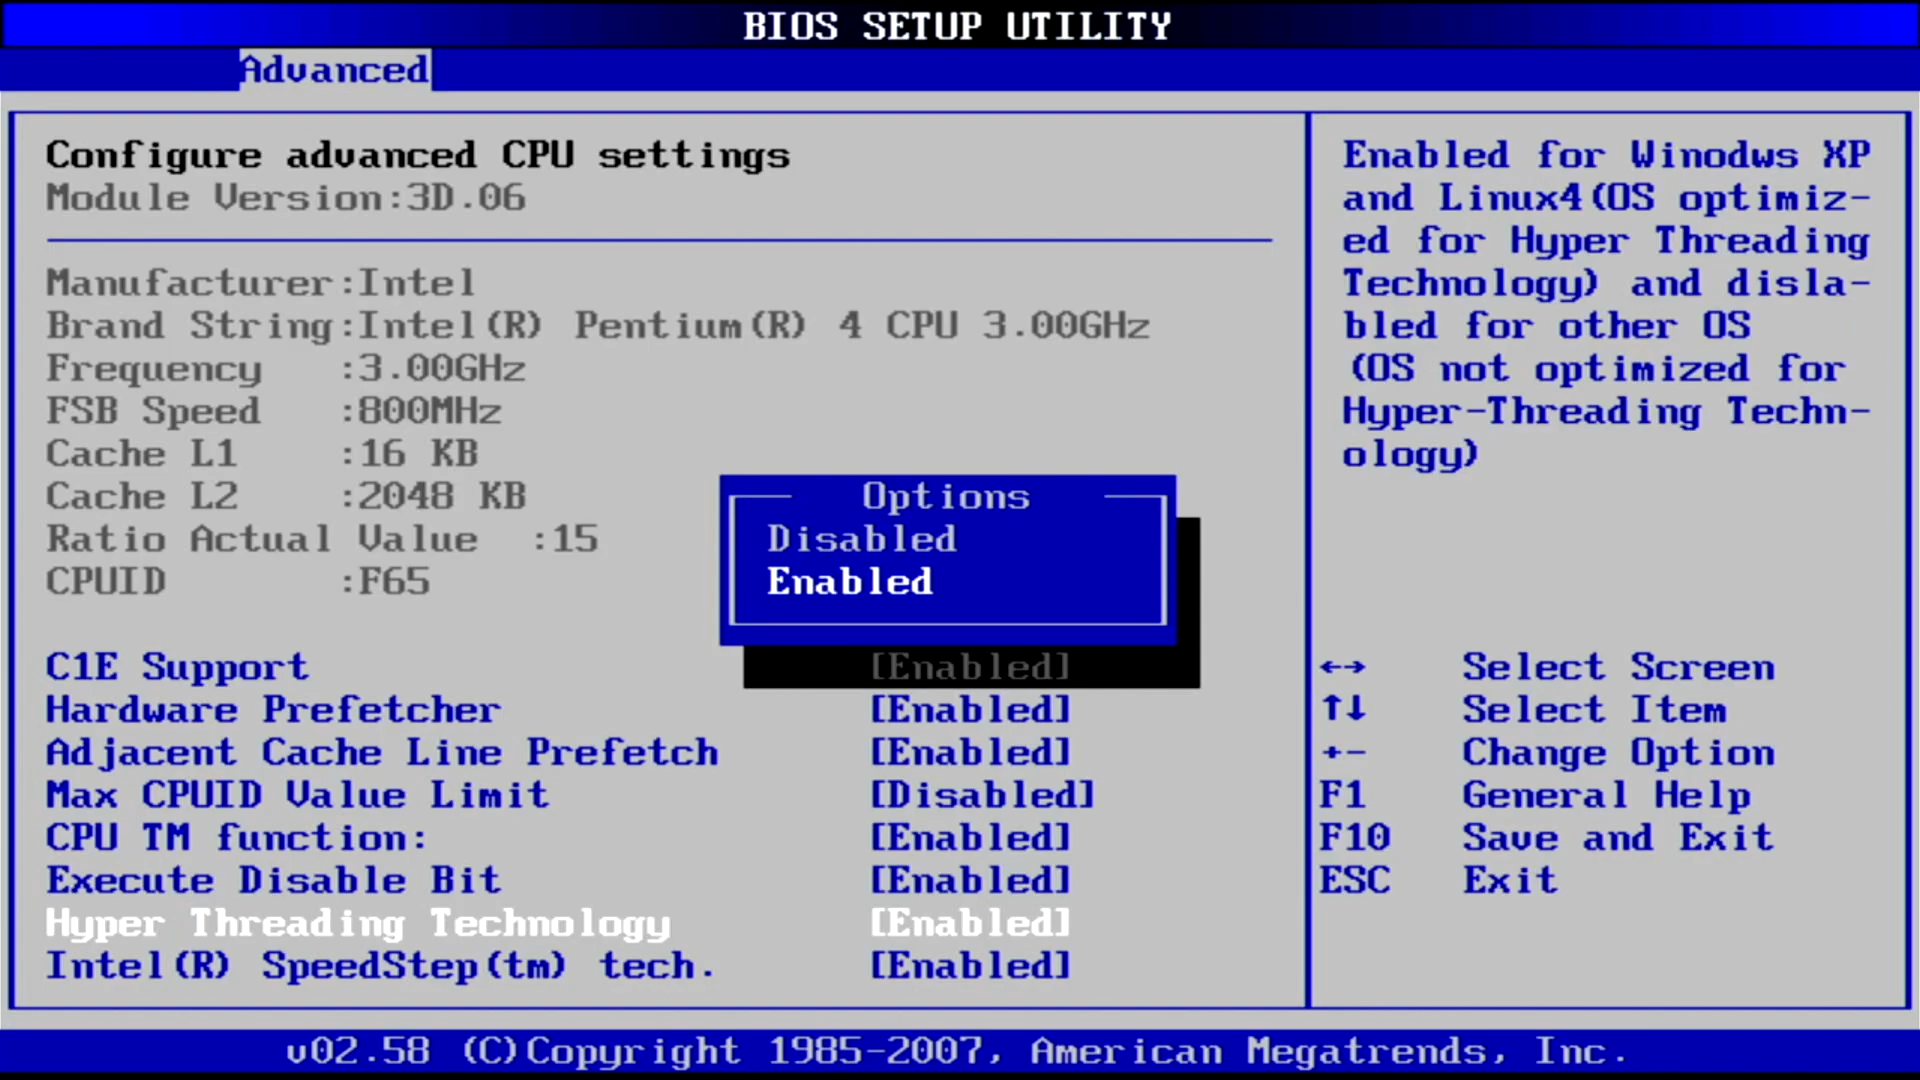 BIOS SETUP UTILITY
Advanced
Configure advanced CPU settings
Module Version:3D.06
Manufacturer:Intel
Brand String:Intel(R) Pentium(R) 4 CPU 3.00GHz
Frequency :3.00GHz
FSB Speed :800MHz
Cache L1 :16 KB
Cache L2 :2048 KB
Ratio Actual Value :15
CPUID :F65
Options
Disabled
Enabled
C1E Support [Enabled]
Hardware Prefetcher [Enabled]
Adjacent Cache Line Prefetch [Enabled]
Max CPUID Value Limit [Disabled]
CPU TM function: [Enabled]
Execute Disable Bit [Enabled]
Hyper Threading Technology [Enabled]
Intel(R) SpeedStep(tm) tech. [Enabled]
Enabled for Winodws XP
and Linux4(OS optimiz-
ed for Hyper Threading
Technology) and disla-
bled for other OS
(OS not optimized for
Hyper-Threading Techn-
ology)
←→ Select Screen
↑↓ Select Item
+- Change Option
F1 General Help
F10 Save and Exit
ESC Exit
v02.58 (C)Copyright 1985-2007, American Megatrends, Inc.